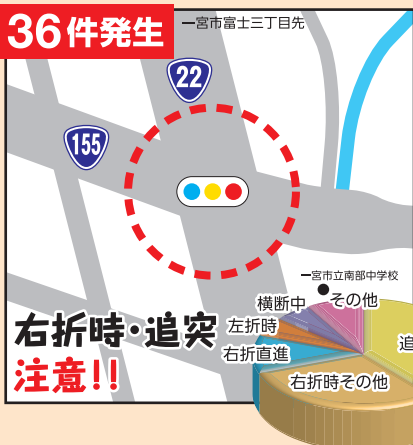 36件発生
一宮市富士三丁目先
22
155
一宮市立南部中学校
横断中
その他
左折時
追
右折直進
右折時その他
右折時・追突
注意!!